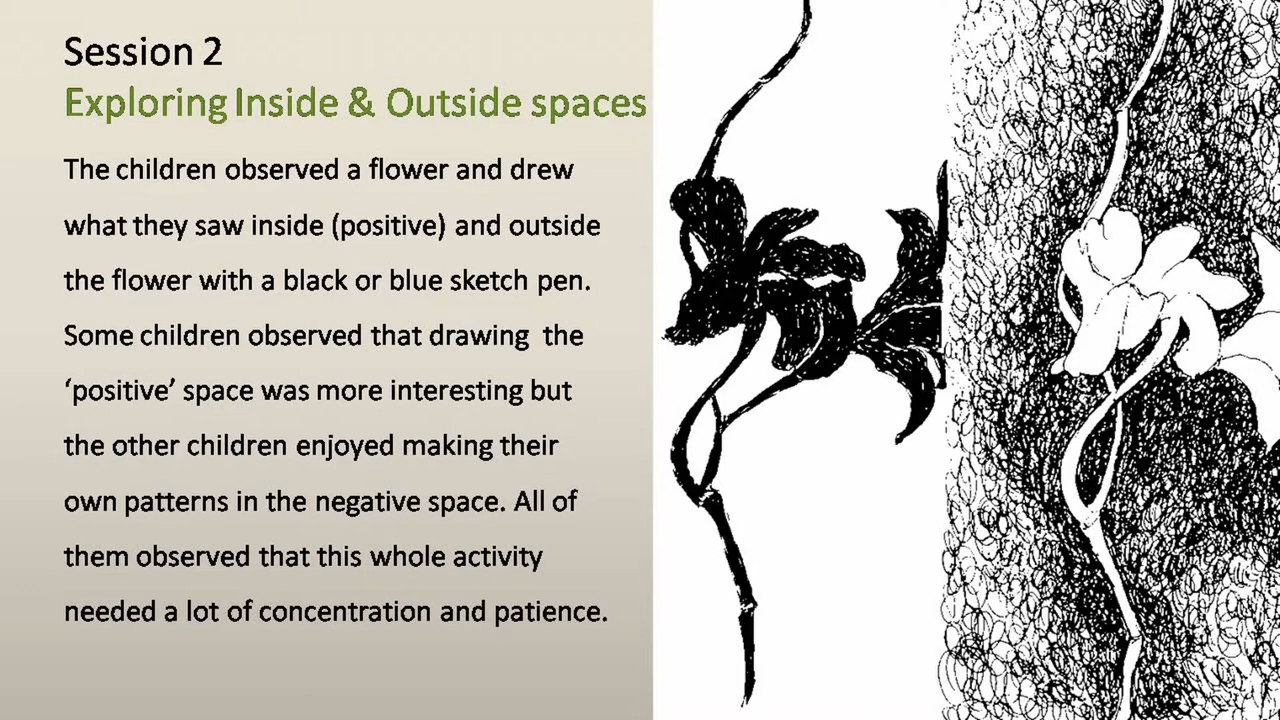 Session 2
Exploring Inside & Outside spaces
The children observed a flower and drew
what they saw inside (positive) and outside
the flower with a black or blue sketch pen.
Some children observed that drawing  the
‘positive’ space was more interesting but
the other children enjoyed making their
own patterns in the negative space. All of
them observed that this whole activity
needed a lot of concentration and patience.